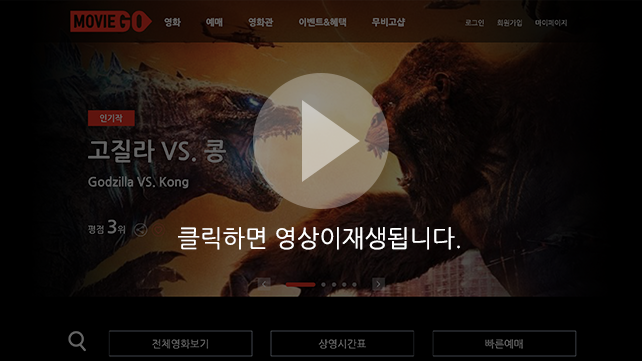 MOVIE GO
영화 예매 영화관 이벤트&혜택 무비고샵 로그인 회원가입 마이페이지
인기작
고질라 VS. 콩
Godzilla VS. Kong
평점 3위
클릭하면 영상이재생됩니다.
전체영화보기 상영시간표 빠른예매